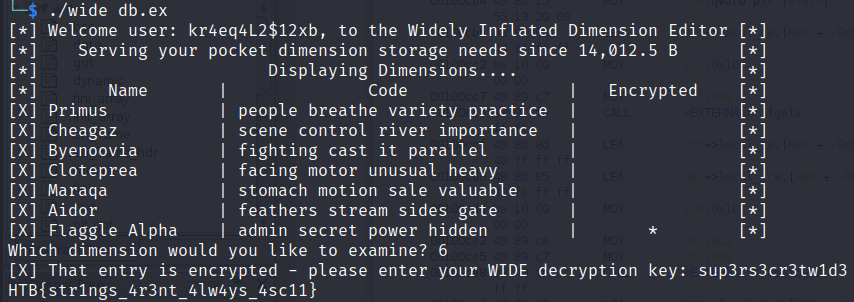 $ ./wide db.ex
[*] Welcome user: kr4eq4L2$12xb, to the Widely Inflated Dimension Editor [*]
[*]    Serving your pocket dimension storage needs since 14,012.5 B      [*]
[*]                       Displaying Dimensions....                      [*]
[*]       Name       |              Code                |   Encrypted    [*]
[X] Primus           | people breathe variety practice  |                [*]
[X] Cheagaz          | scene control river importance   |                [*]
[X] Byenoovia        | fighting cast it parallel        |                [*]
[X] Cloteprea        | facing motor unusual heavy       |                [*]
[X] Maraqa           | stomach motion sale valuable     |                [*]
[X] Aidor            | feathers stream sides gate       |                [*]
[X] Flaggle Alpha    | admin secret power hidden        |       *        [*]
Which dimension would you like to examine? 6
[X] That entry is encrypted - please enter your WIDE decryption key: sup3rs3cr3tw1d3
HTB{str1ngs_4r3nt_4lw4ys_4sc11}